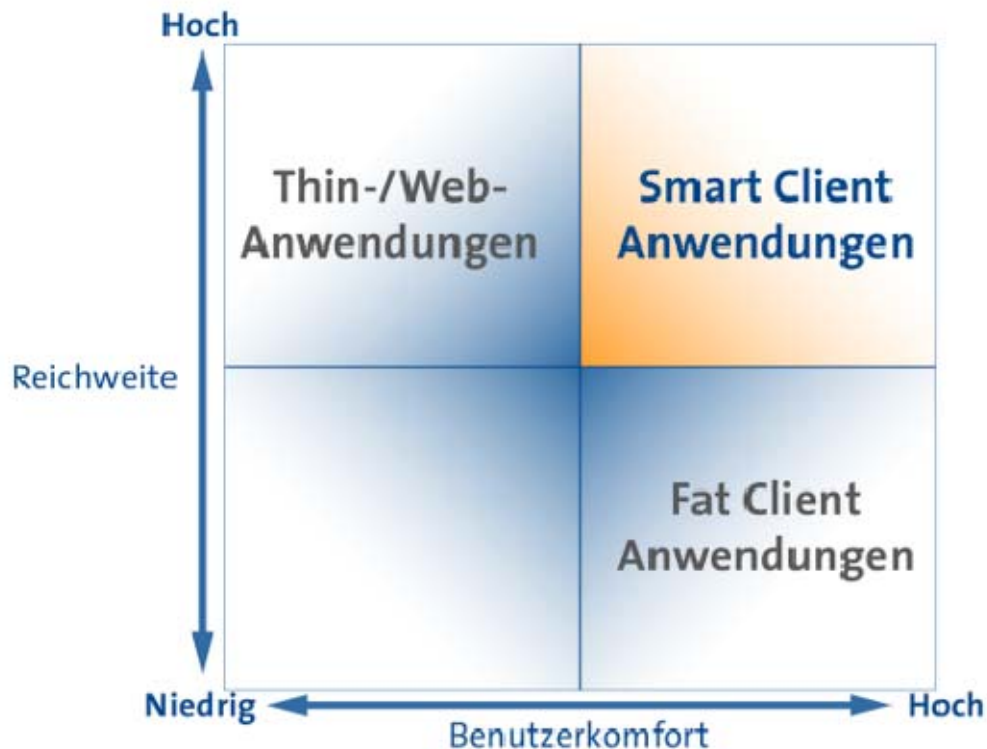 Hoch
Thin-/Web-
Anwendungen
Smart Client
Anwendungen
Reichweite
Fat Client
Anwendungen
Niedrig
Hoch
Benutzerkomfort